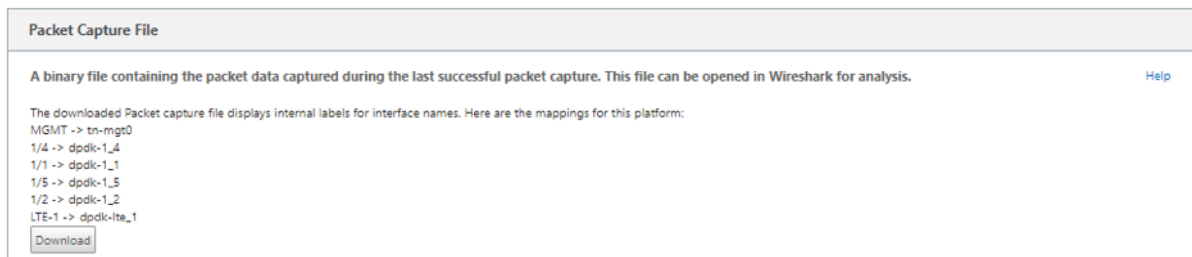 Packet Capture File
A binary file containing the packet data captured during the last successful packet capture. This file can be opened in Wireshark for analysis.
Help
The downloaded Packet capture file displays internal labels for interface names. Here are the mappings for this platform:
MGMT -> tn-mgt0
1/4 -> dpdk-1_4
1/1 -> dpdk-1_1
1/5 -> dpdk-1_5
1/2 -> dpdk-1_2
LTE-1 -> dpdk-lte_1
Download